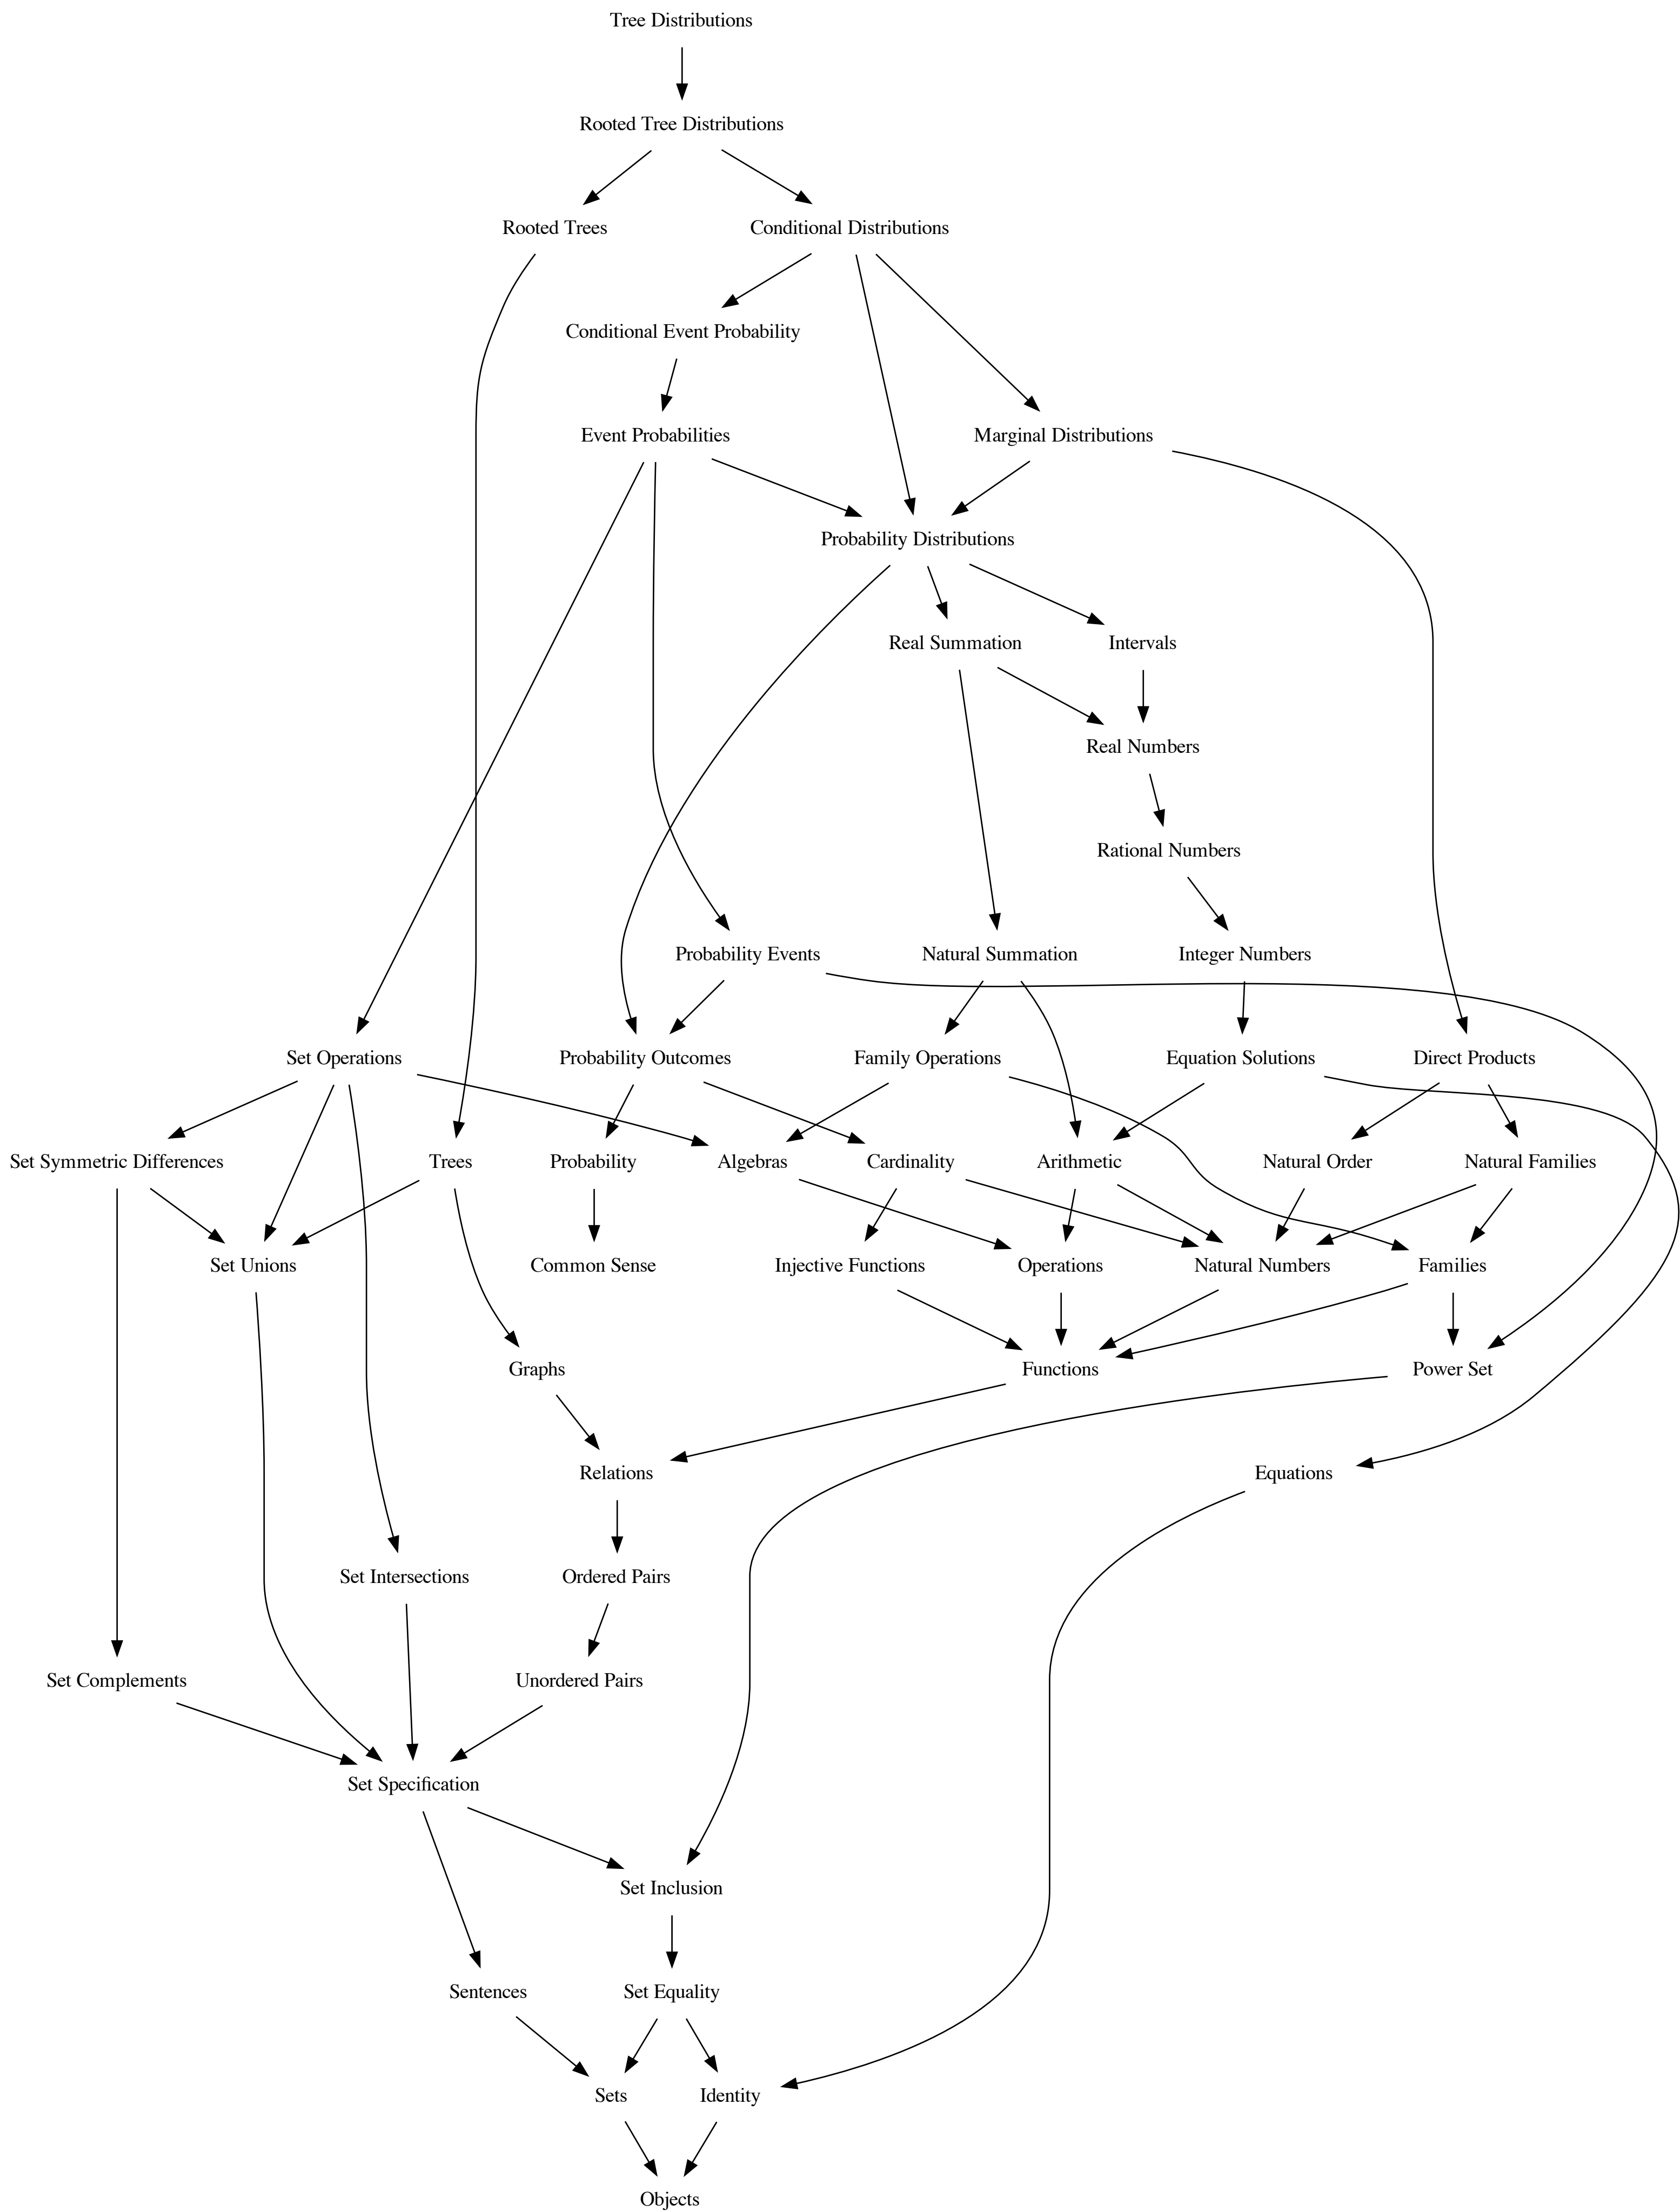 Tree Distributions
Rooted Tree Distributions
Rooted Trees
Conditional Distributions
Conditional Event Probability
Event Probabilities
Marginal Distributions
Probability Distributions
Real Summation
Intervals
Real Numbers
Rational Numbers
Probability Events
Natural Summation
Integer Numbers
Set Operations
Probability Outcomes
Family Operations
Equation Solutions
Direct Products
Set Symmetric Differences
Trees
Probability
Algebras
Cardinality
Arithmetic
Natural Order
Natural Families
Set Unions
Common Sense
Injective Functions
Operations
Natural Numbers
Families
Graphs
Functions
Power Set
Relations
Equations
Set Intersections
Ordered Pairs
Set Complements
Unordered Pairs
Set Specification
Set Inclusion
Sentences
Set Equality
Sets
Identity
Objects